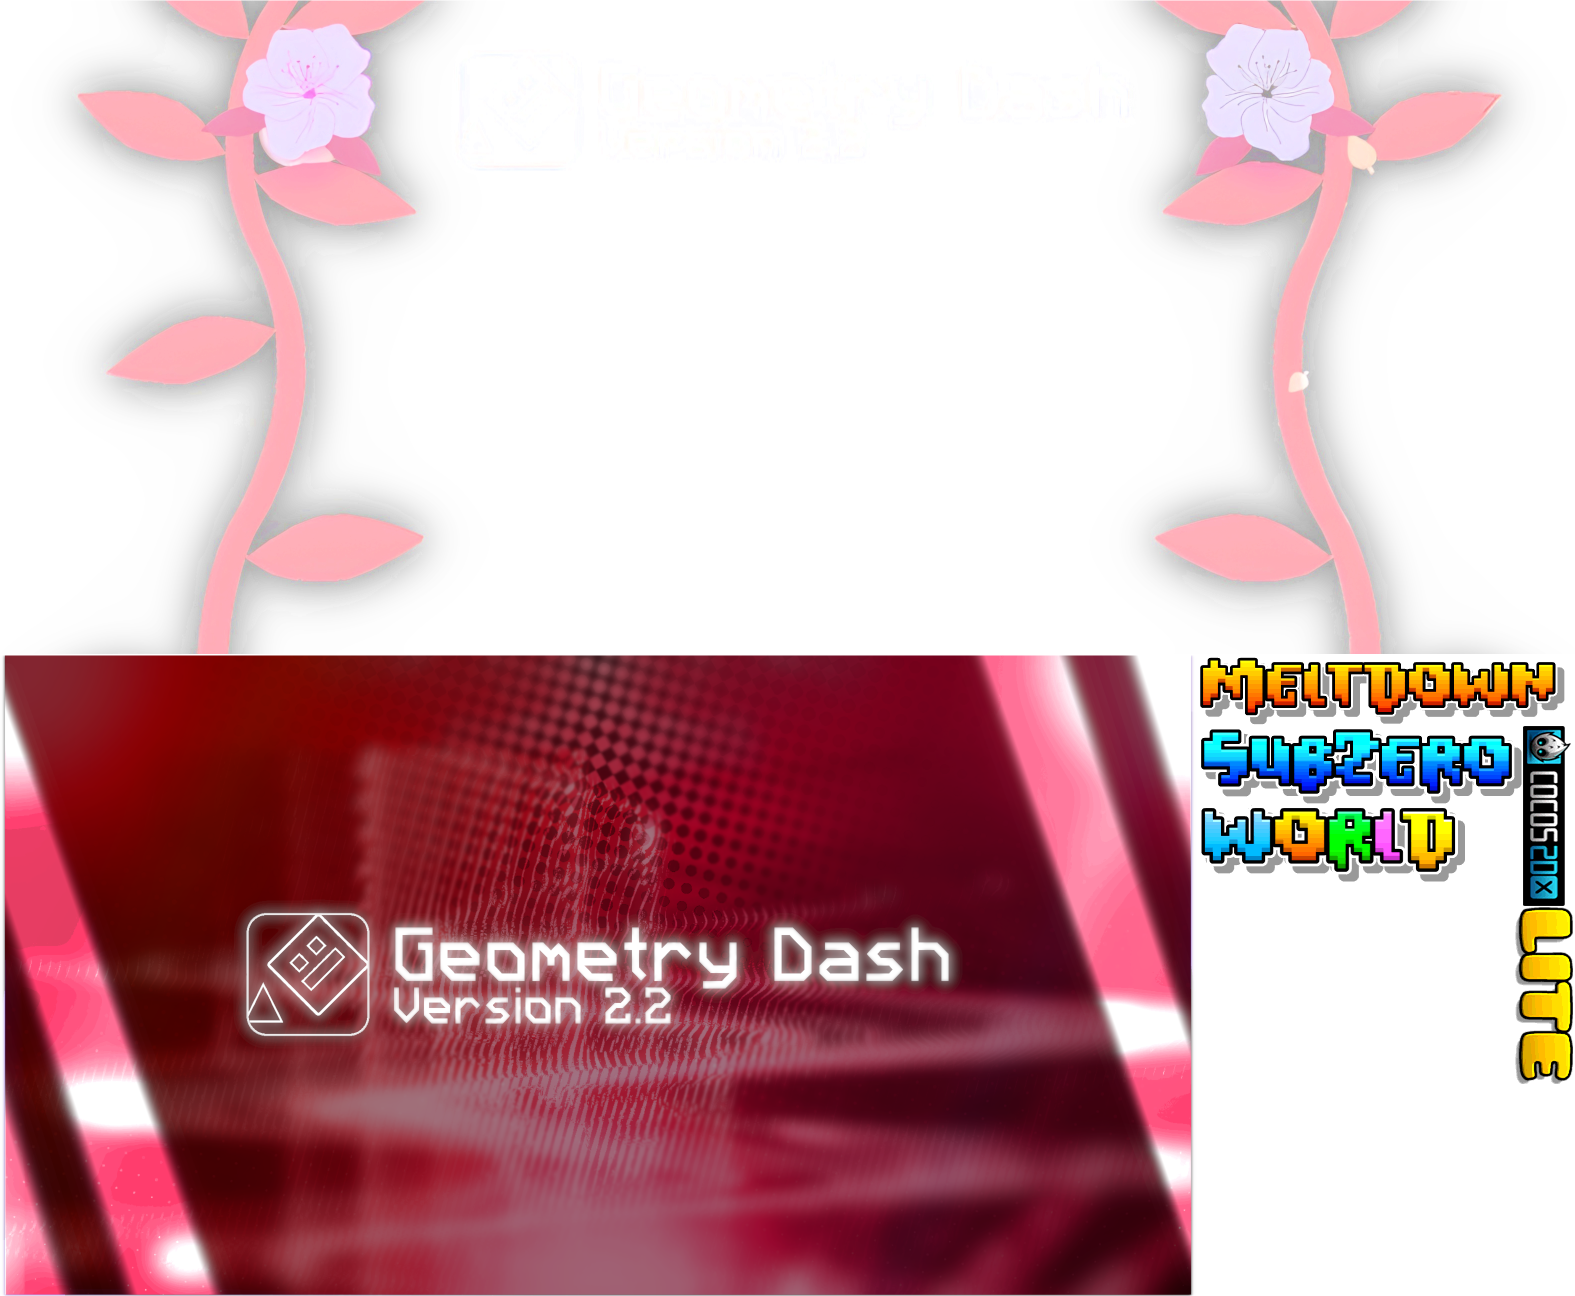 Geometry Dash
Version 2.2
MELTDOWN
SUBZERO
WORLD
COCOS2DX
LITE